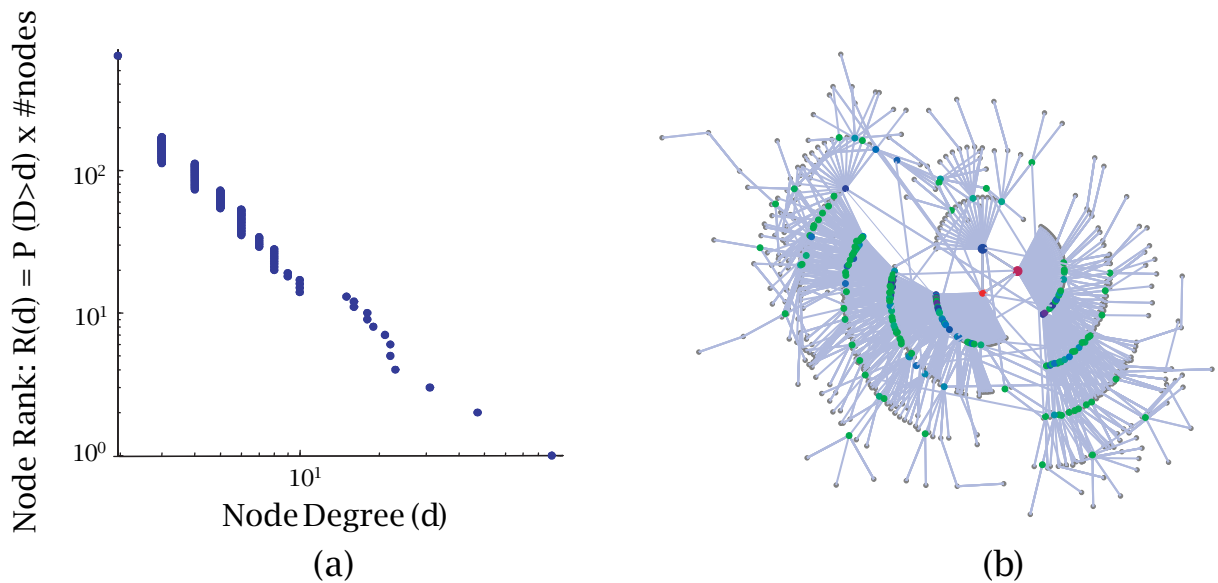 Node Rank: R(d) = P (D>d) x #nodes
10²
10¹
10⁰
10¹
Node Degree (d)
(a)
(b)